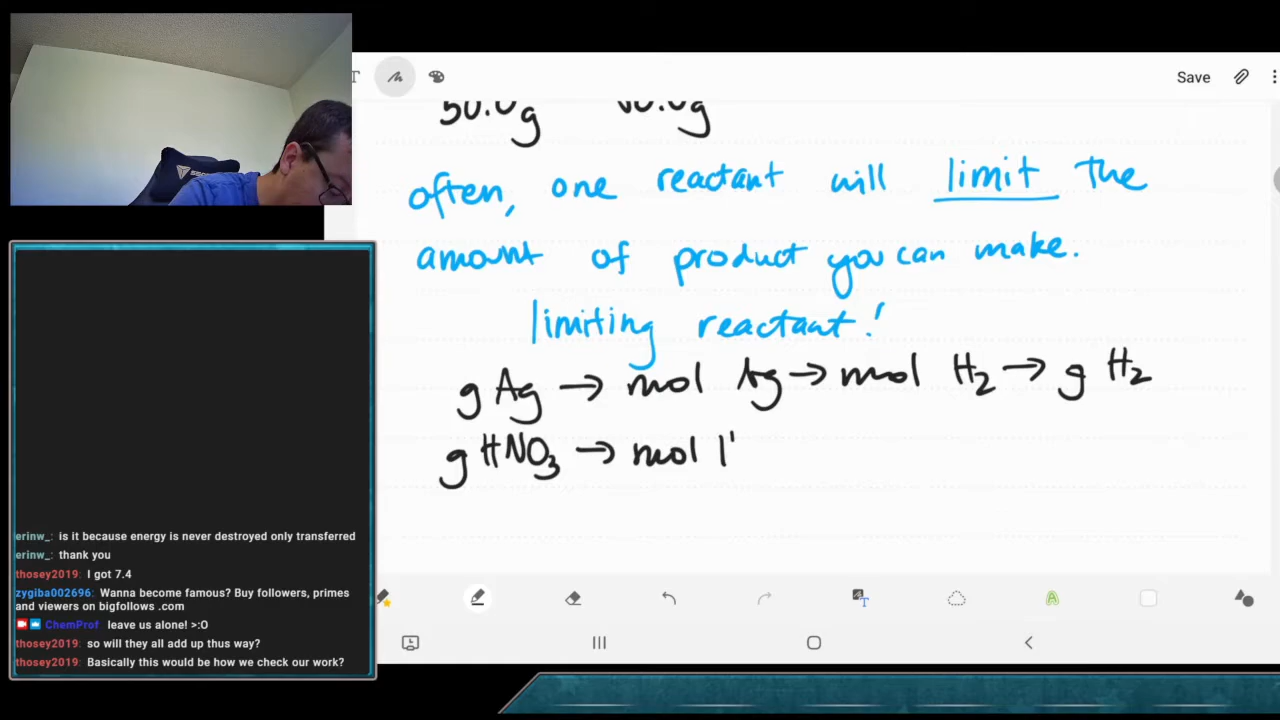 T
Save
50.0g
often, one reactant will limit the
amount of product you can make.
limiting reactant!
g Ag → mol Ag → mol H2 → g H2
g HNO3 → mol
erinw_: is it because energy is never destroyed only transferred
erinw_: thank you
thosey2019: I got 7.4
zygiba002696: Wanna become famous? Buy followers, primes
and viewers on bigfollows .com
ChemProf: leave us alone! >:O
thosey2019: so will they all add up thus way?
thosey2019: Basically this would be how we check our work?